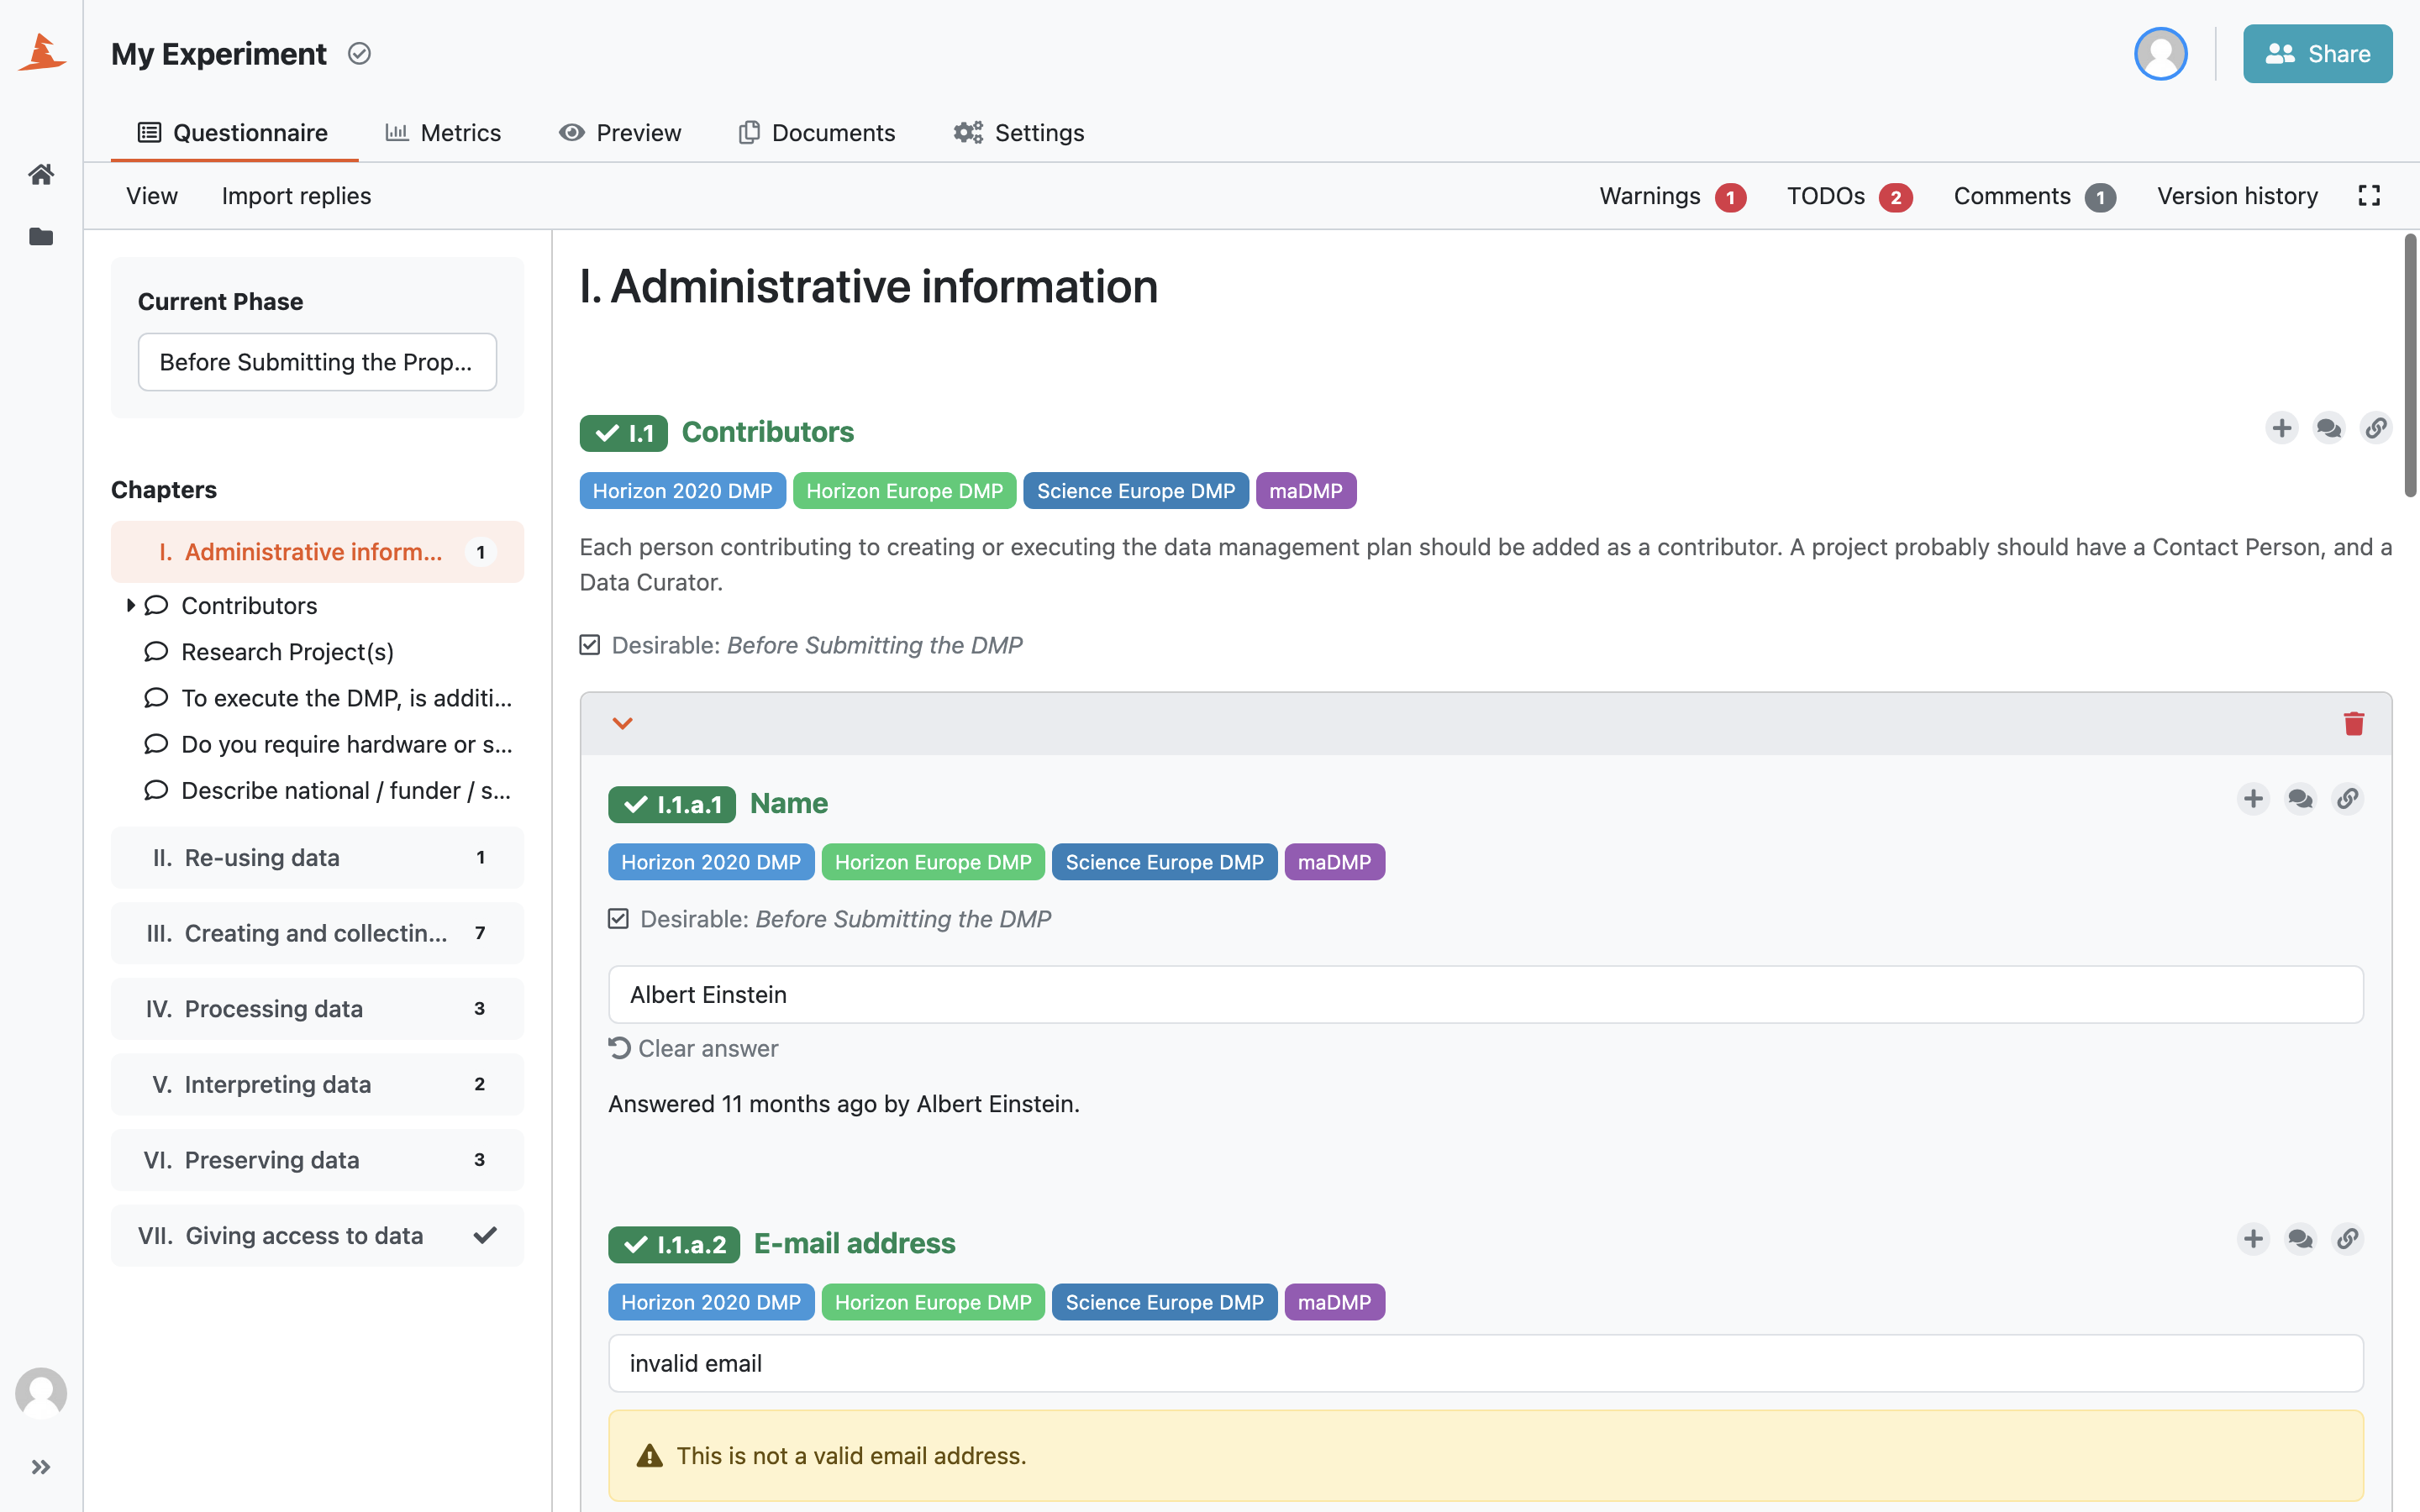 My Experiment
Share
Questionnaire
Metrics
Preview
Documents
Settings
View
Import replies
Warnings 1
TODOs 2
Comments 1
Version history
Current Phase
Before Submitting the Prop...
Chapters
I. Administrative inform... 1
Contributors
Research Project(s)
To execute the DMP, is additi...
Do you require hardware or s...
Describe national / funder / s...
II. Re-using data 1
III. Creating and collectin... 7
IV. Processing data 3
V. Interpreting data 2
VI. Preserving data 3
VII. Giving access to data
I. Administrative information
I.1 Contributors
Horizon 2020 DMP Horizon Europe DMP Science Europe DMP maDMP
Each person contributing to creating or executing the data management plan should be added as a contributor. A project probably should have a Contact Person, and a
Data Curator.
Desirable: Before Submitting the DMP
I.1.a.1 Name
Horizon 2020 DMP Horizon Europe DMP Science Europe DMP maDMP
Desirable: Before Submitting the DMP
Albert Einstein
Clear answer
Answered 11 months ago by Albert Einstein.
I.1.a.2 E-mail address
Horizon 2020 DMP Horizon Europe DMP Science Europe DMP maDMP
invalid email
This is not a valid email address.